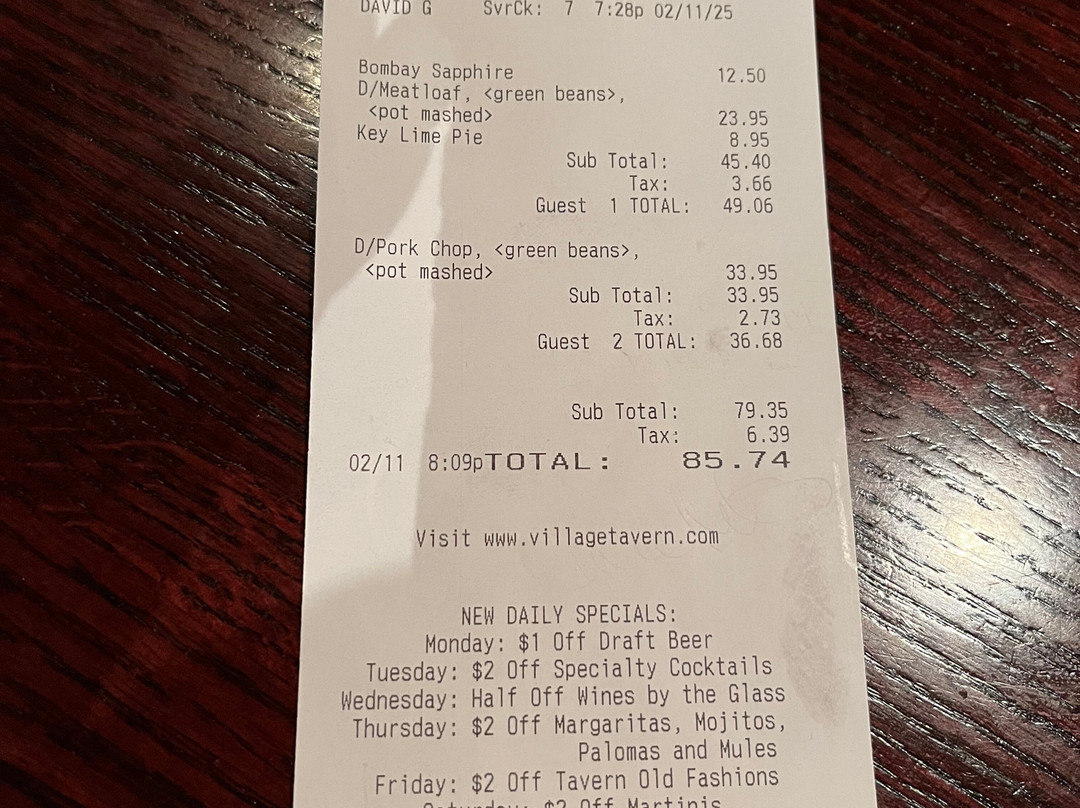 DAVID G SvrCk: 7 7:28p 02/11/25
Bombay Sapphire 12.50
D/Meatloaf, <green beans>,
<pot mashed> 23.95
Key Lime Pie 8.95
Sub Total: 45.40
Tax: 3.66
Guest 1 TOTAL: 49.06
D/Pork Chop, <green beans>,
<pot mashed> 33.95
Sub Total: 33.95
Tax: 2.73
Guest 2 TOTAL: 36.68
Sub Total: 79.35
Tax: 6.39
02/11 8:09pTOTAL: 85.74
Visit www.villagetavern.com
NEW DAILY SPECIALS:
Monday: $1 Off Draft Beer
Tuesday: $2 Off Specialty Cocktails
Wednesday: Half Off Wines by the Glass
Thursday: $2 Off Margaritas, Mojitos,
Palomas and Mules
Friday: $2 Off Tavern Old Fashions
Saturday: $2 Off Martinis